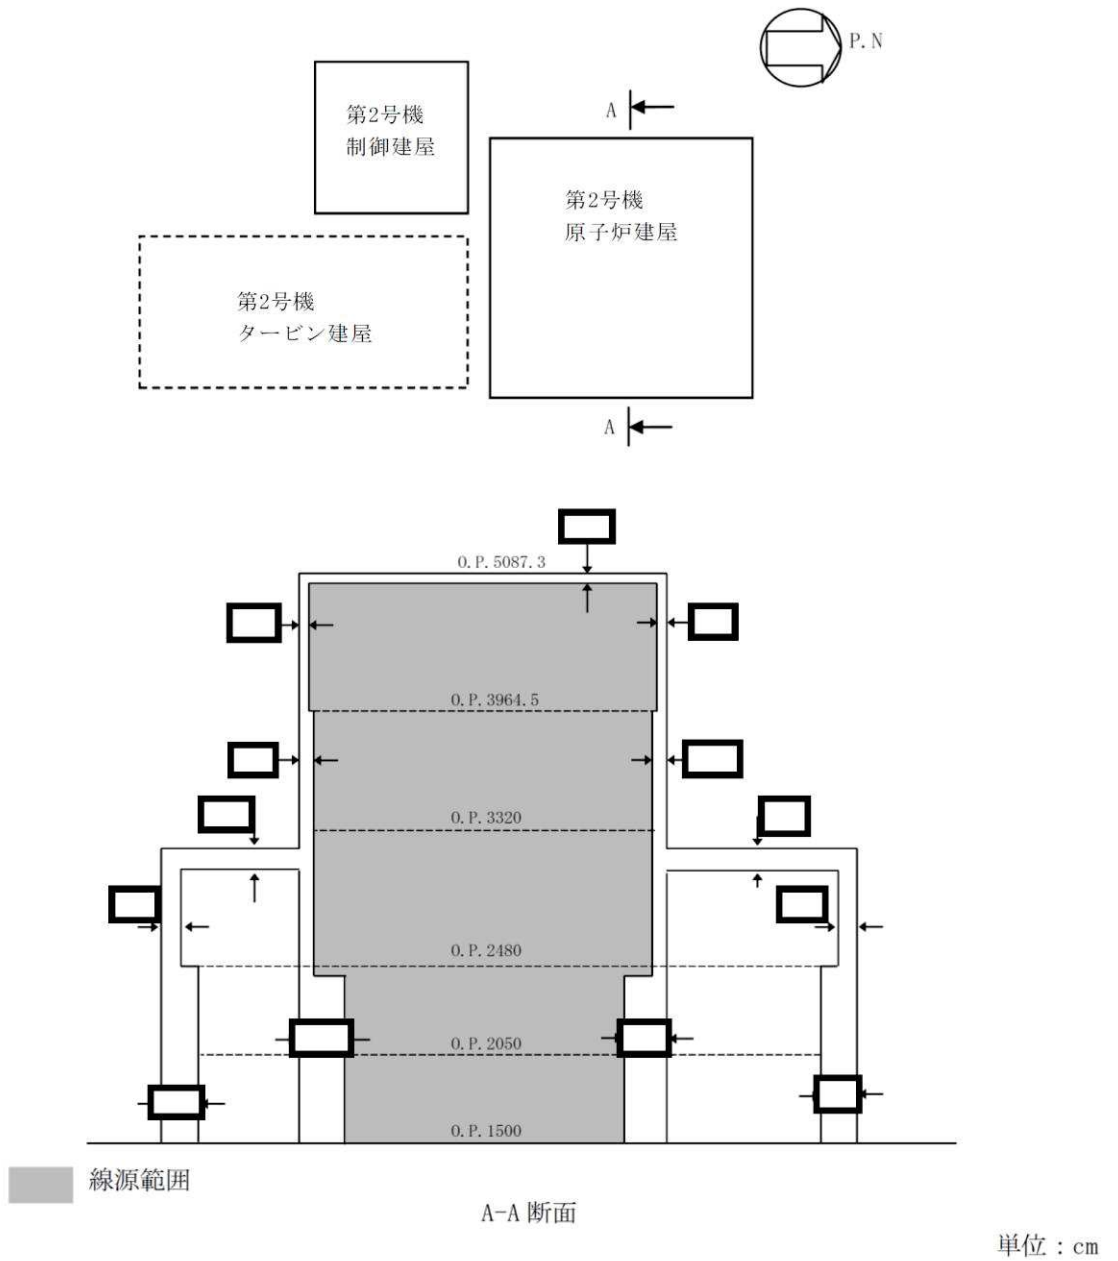 P.N
第2号機
制御建屋
A
第2号機
原子炉建屋
第2号機
タービン建屋
A
O.P.5087.3
O.P.3964.5
O.P.3320
O.P.2480
O.P.2050
O.P.1500
線源範囲
A-A 断面
単位：cm